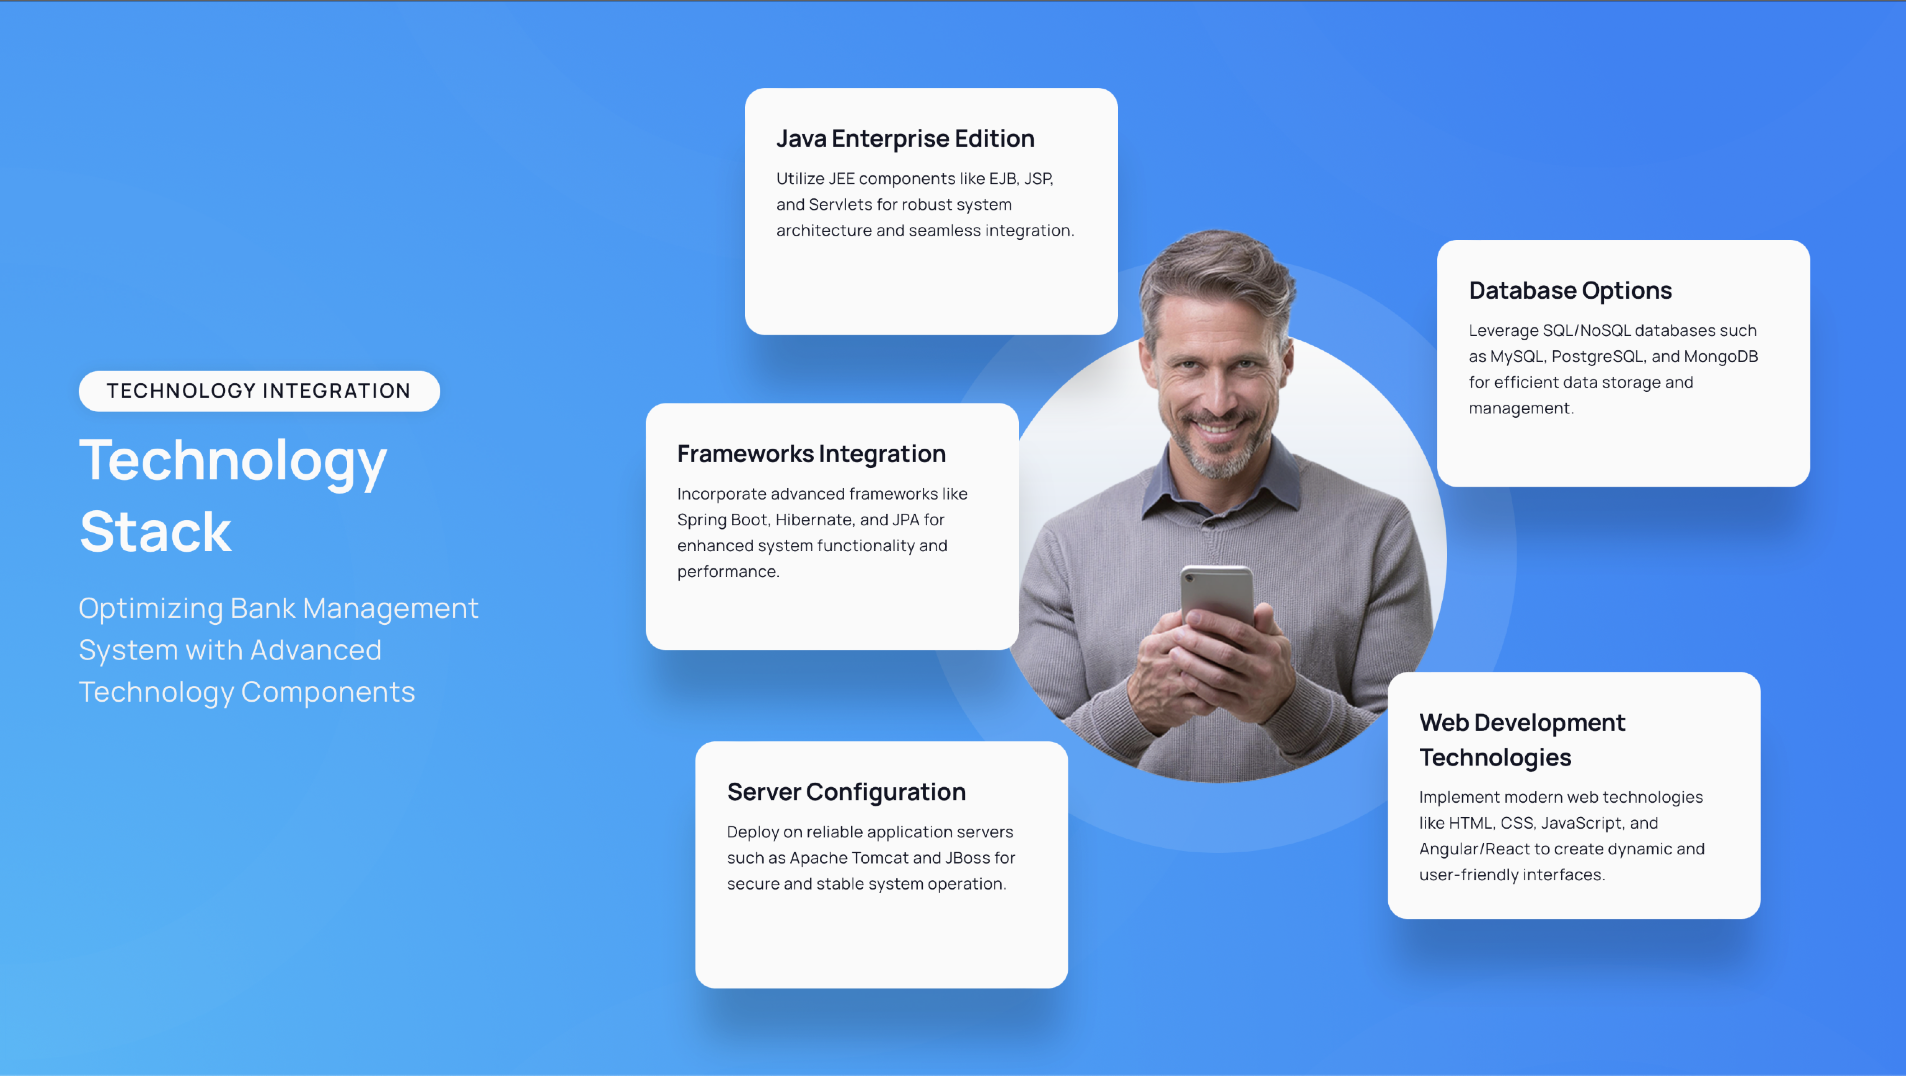 TECHNOLOGY INTEGRATION
Technology
Stack
Optimizing Bank Management
System with Advanced
Technology Components
Java Enterprise Edition
Utilize JEE components like EJB, JSP,
and Servlets for robust system
architecture and seamless integration.
Frameworks Integration
Incorporate advanced frameworks like
Spring Boot, Hibernate, and JPA for
enhanced system functionality and
performance.
Server Configuration
Deploy on reliable application servers
such as Apache Tomcat and JBoss for
secure and stable system operation.
Database Options
Leverage SQL/NoSQL databases such
as MySQL, PostgreSQL, and MongoDB
for efficient data storage and
management.
Web Development
Technologies
Implement modern web technologies
like HTML, CSS, JavaScript, and
Angular/React to create dynamic and
user-friendly interfaces.